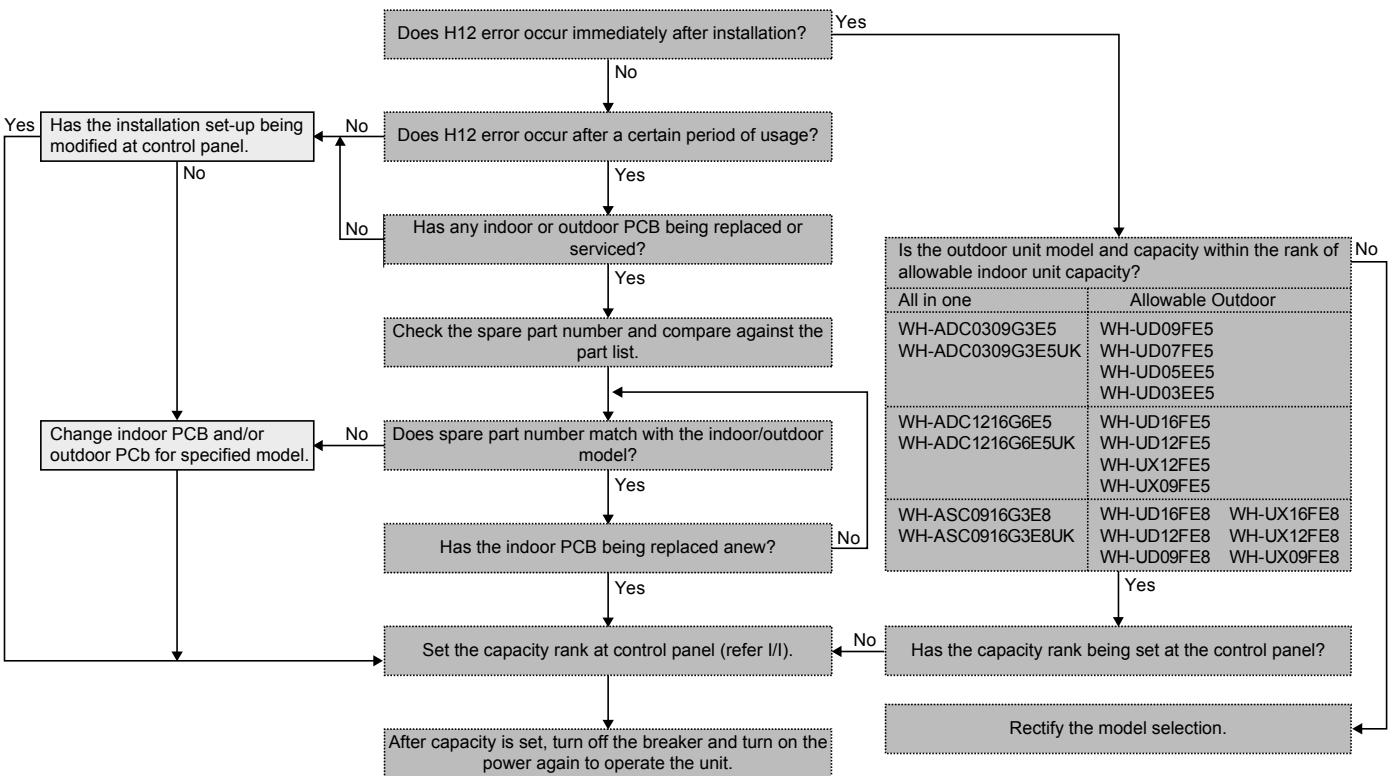 Does H12 error occur immediately after installation?
Yes
No
Yes
Has the installation set-up being
modified at control panel.
No
Does H12 error occur after a certain period of usage?
No
Yes
No
Has any indoor or outdoor PCB being replaced or
serviced?
Yes
Is the outdoor unit model and capacity within the rank of
allowable indoor unit capacity?
No
All in one
Allowable Outdoor
WH-ADC0309G3E5
WH-ADC0309G3E5UK
WH-UD09FE5
WH-UD07FE5
WH-UD05EE5
WH-UD03EE5
WH-ADC1216G6E5
WH-ADC1216G6E5UK
WH-UD16FE5
WH-UD12FE5
WH-UX12FE5
WH-UX09FE5
WH-ASC0916G3E8
WH-ASC0916G3E8UK
WH-UD16FE8 WH-UX16FE8
WH-UD12FE8 WH-UX12FE8
WH-UD09FE8 WH-UX09FE8
Yes
Check the spare part number and compare against the
part list.
Change indoor PCB and/or
outdoor PCb for specified model.
No
Does spare part number match with the indoor/outdoor
model?
Yes
Has the indoor PCB being replaced anew?
No
Yes
Set the capacity rank at control panel (refer I/I).
No
Has the capacity rank being set at the control panel?
After capacity is set, turn off the breaker and turn on the
power again to operate the unit.
Rectify the model selection.